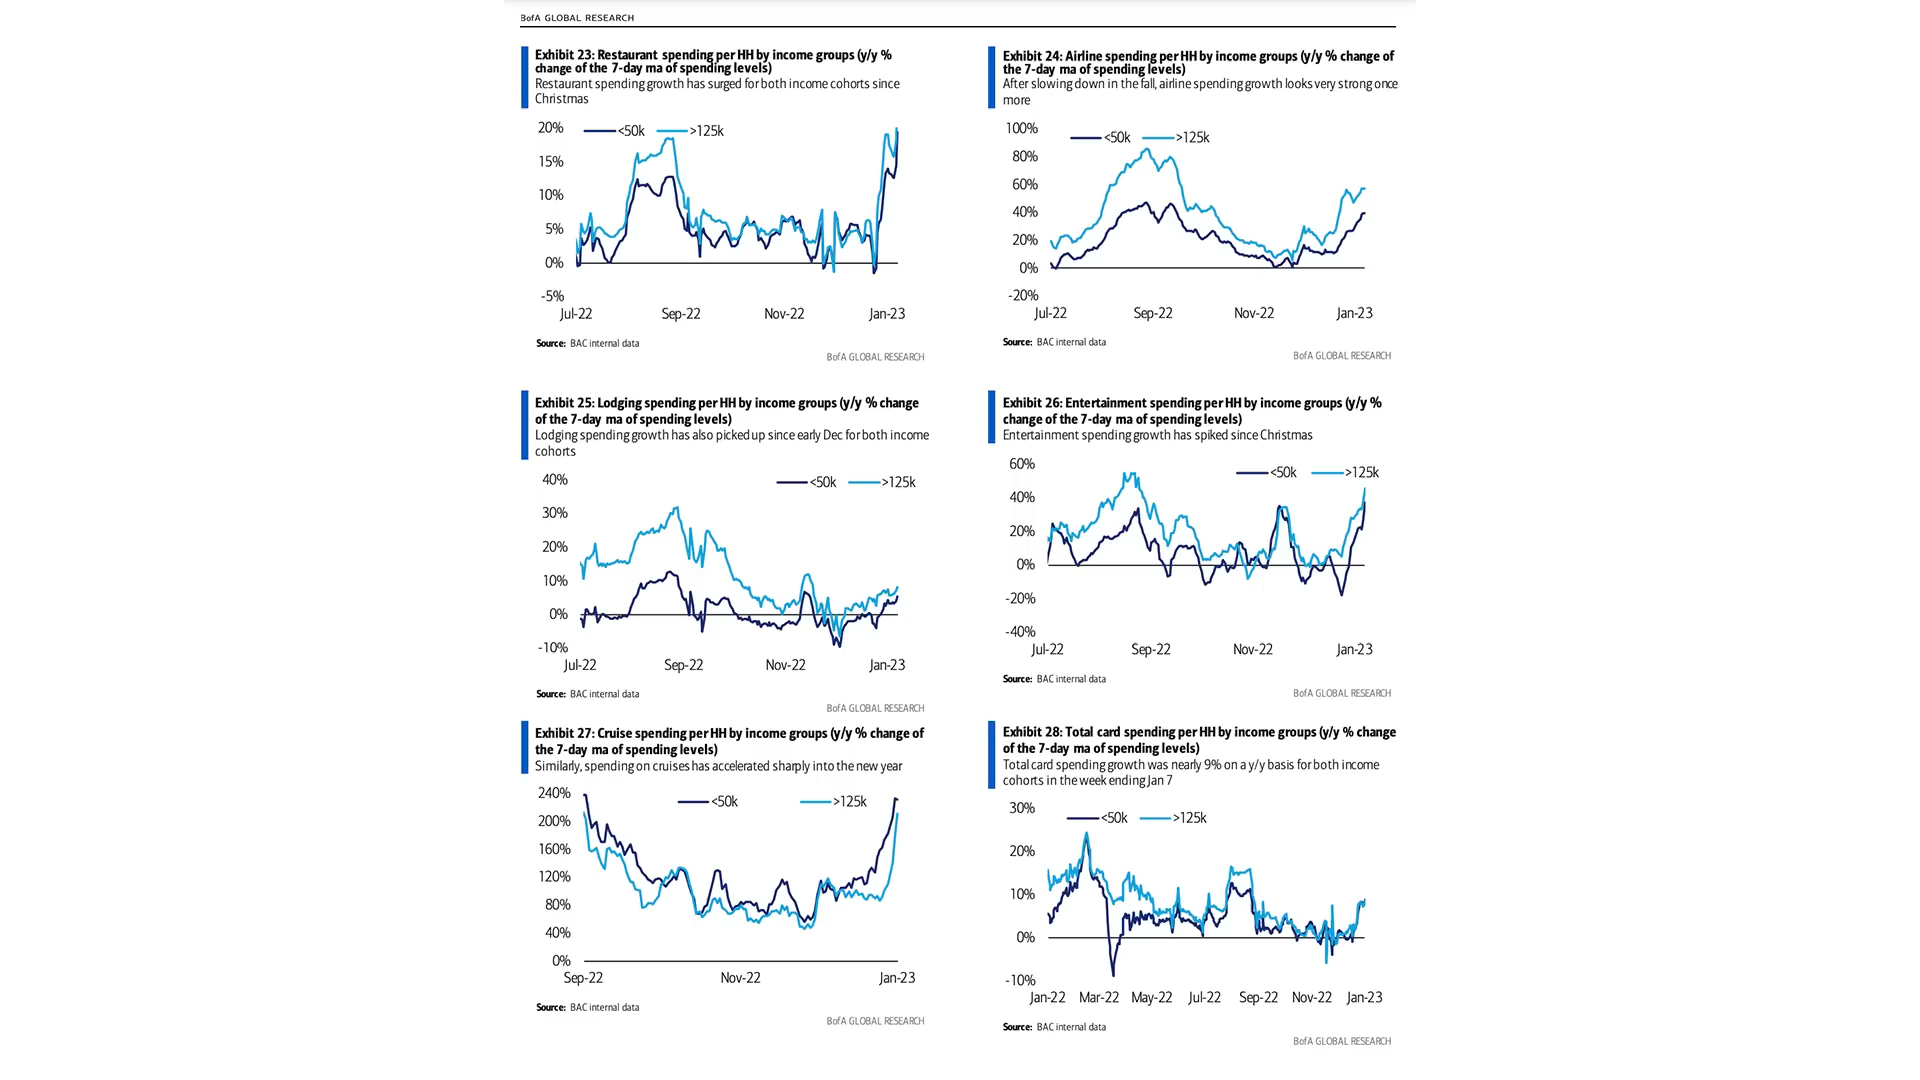 BofA GLOBAL RESEARCH
Exhibit 23: Restaurant spending per HH by income groups (y/y %
change of the 7-day ma of spending levels)
Restaurant spending growth has surged for both income cohorts since
Christmas
20%
<50k
>125k
15%
10%
5%
0%
-5%
Jul-22
Sep-22
Nov-22
Jan-23
Source: BAC internal data
BofA GLOBAL RESEARCH
Exhibit 24: Airline spending per HH by income groups (y/y % change of
the 7-day ma of spending levels)
After slowing down in the fall, airline spending growth looks very strong once
more
100%
<50k
>125k
80%
60%
40%
20%
0%
-20%
Jul-22
Sep-22
Nov-22
Jan-23
Source: BAC internal data
BofA GLOBAL RESEARCH
Exhibit 25: Lodging spending per HH by income groups (y/y % change
of the 7-day ma of spending levels)
Lodging spending growth has also picked up since early Dec for both income
cohorts
40%
<50k
>125k
30%
20%
10%
0%
-10%
Jul-22
Sep-22
Nov-22
Jan-23
Source: BAC internal data
BofA GLOBAL RESEARCH
Exhibit 26: Entertainment spending per HH by income groups (y/y %
change of the 7-day ma of spending levels)
Entertainment spending growth has spiked since Christmas
60%
<50k
>125k
40%
20%
0%
-20%
-40%
Jul-22
Sep-22
Nov-22
Jan-23
Source: BAC internal data
BofA GLOBAL RESEARCH
Exhibit 27: Cruise spending per HH by income groups (y/y % change of
the 7-day ma of spending levels)
Similarly, spending on cruises has accelerated sharply into the new year
240%
<50k
>125k
200%
160%
120%
80%
40%
0%
Sep-22
Nov-22
Jan-23
Source: BAC internal data
BofA GLOBAL RESEARCH
Exhibit 28: Total card spending per HH by income groups (y/y % change
of the 7-day ma of spending levels)
Total card spending growth was nearly 9% on a y/y basis for both income
cohorts in the week ending Jan 7
30%
<50k
>125k
20%
10%
0%
-10%
Jan-22
Mar-22
May-22
Jul-22
Sep-22
Nov-22
Jan-23
Source: BAC internal data
BofA GLOBAL RESEARCH